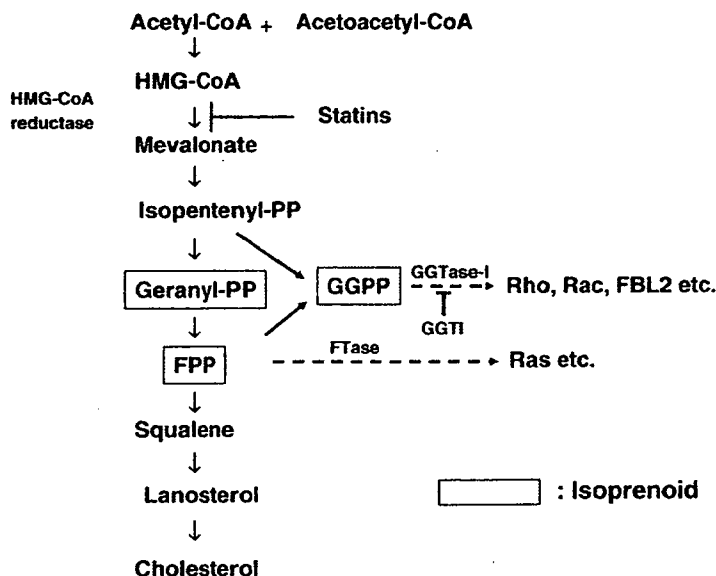 Acetyl-CoA + Acetoacetyl-CoA
HMG-CoA
HMG-CoA
reductase
Statins
Mevalonate
Isopentenyl-PP
Geranyl-PP
GGPP
GGTase-I
Rho, Rac, FBL2 etc.
GGTI
FPP
FTase
Ras etc.
Squalene
Lanosterol
: Isoprenoid
Cholesterol